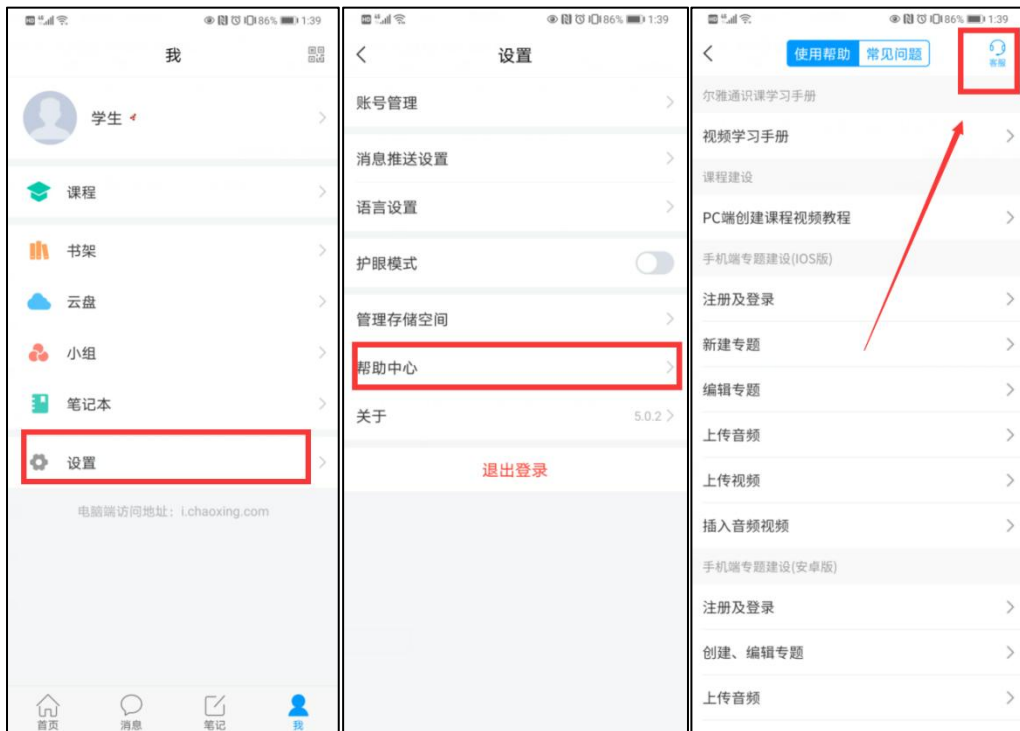 86% 1:39
我
学生
课程
书架
云盘
小组
笔记本
设置
电脑端访问地址：i.chaoxing.com
首页
消息
笔记
我
86% 1:39
设置
账号管理
消息推送设置
语言设置
护眼模式
管理存储空间
帮助中心
关于 5.0.2
退出登录
86% 1:39
使用帮助 常见问题
客服
尔雅通识课学习手册
视频学习手册
课程建设
PC端创建课程视频教程
手机端专题建设(IOS版)
注册及登录
新建专题
编辑专题
上传音频
上传视频
插入音频视频
手机端专题建设(安卓版)
注册及登录
创建、编辑专题
上传音频